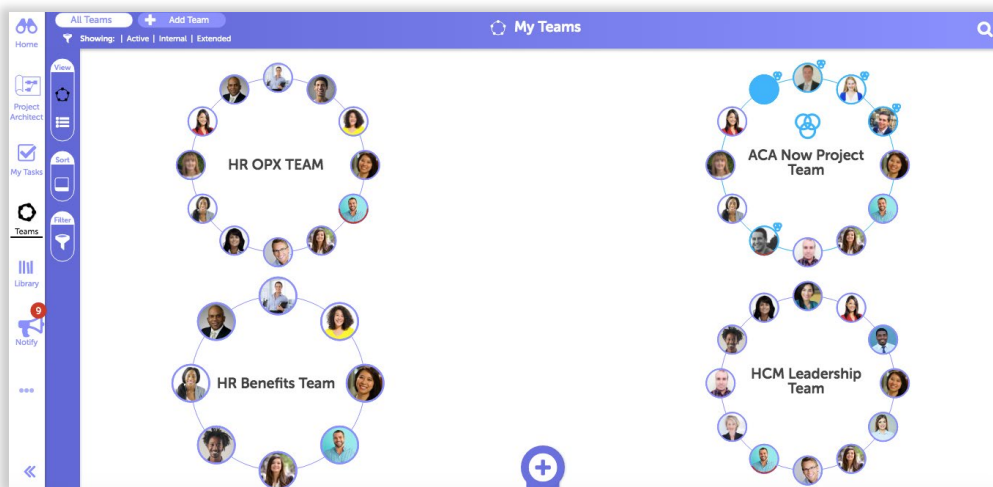 All Teams
Add Team
My Teams
Showing: | Active | Internal | Extended
Home
Project
Architect
My Tasks
Teams
Library
9
Notify
View
Sort
Filter
HR OPX TEAM
ACA Now Project
Team
HR Benefits Team
HCM Leadership
Team